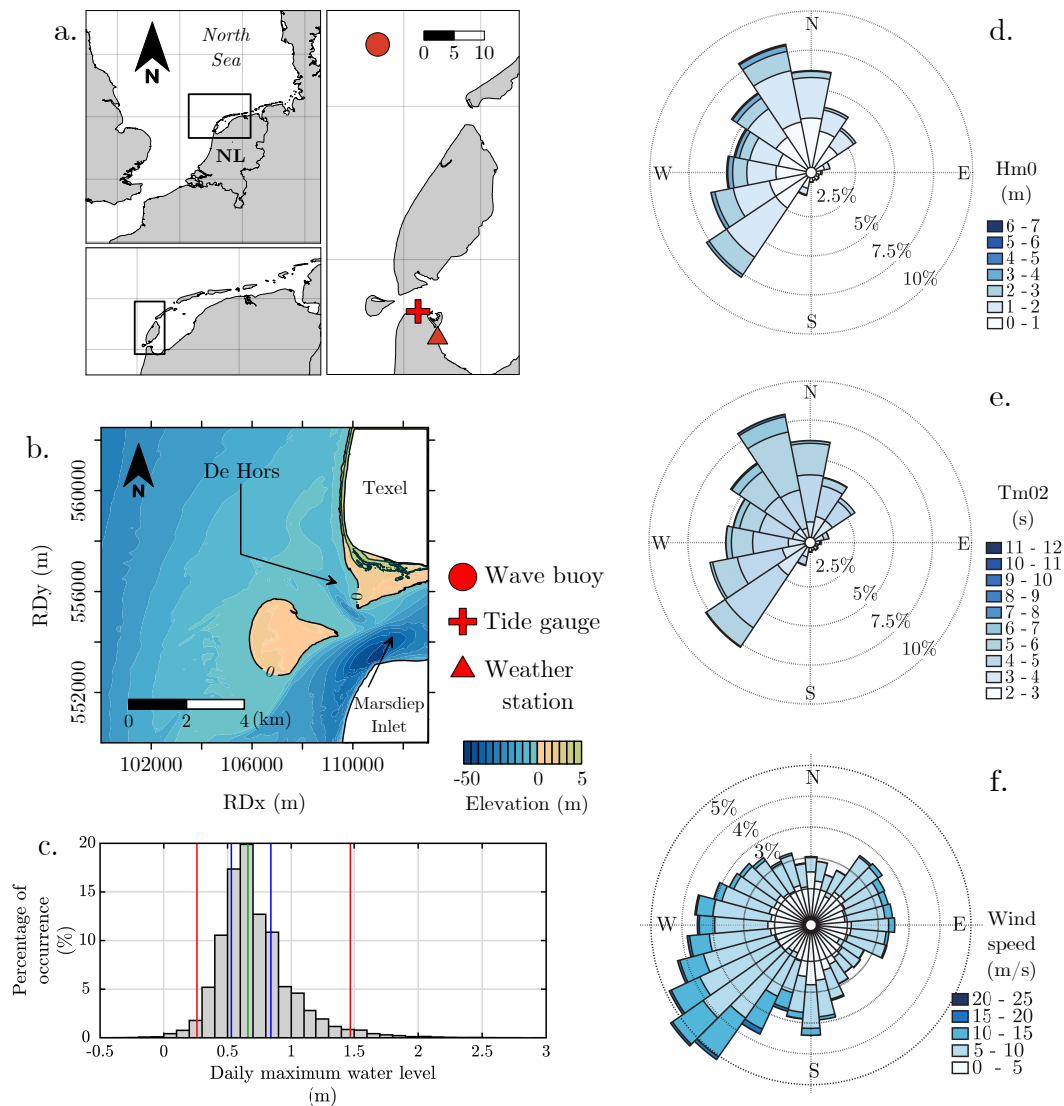 a.
North
Sea
N
NL
0 5 10
b.
N
De Hors
Texel
0
0
Marsdiep
Inlet
0 2 4 (km)
560000
556000
552000
RDy (m)
102000 106000 110000
RDx (m)
Wave buoy
Tide gauge
Weather
station
-50 0 5
Elevation (m)
c.
20
15
10
5
0
Percentage of
occurrence
(%)
-0.5 0 0.5 1 1.5 2 2.5 3
Daily maximum water level
(m)
d.
N
W E
S
2.5%
5%
7.5%
10%
Hm0
(m)
6 - 7
5 - 6
4 - 5
3 - 4
2 - 3
1 - 2
0 - 1
e.
N
W E
S
2.5%
5%
7.5%
10%
Tm02
(s)
11 - 12
10 - 11
9 - 10
8 - 9
7 - 8
6 - 7
5 - 6
4 - 5
3 - 4
2 - 3
f.
N
5%
4%
3%
W E
S
Wind
speed
(m/s)
20 - 25
15 - 20
10 - 15
5 - 10
0 - 5